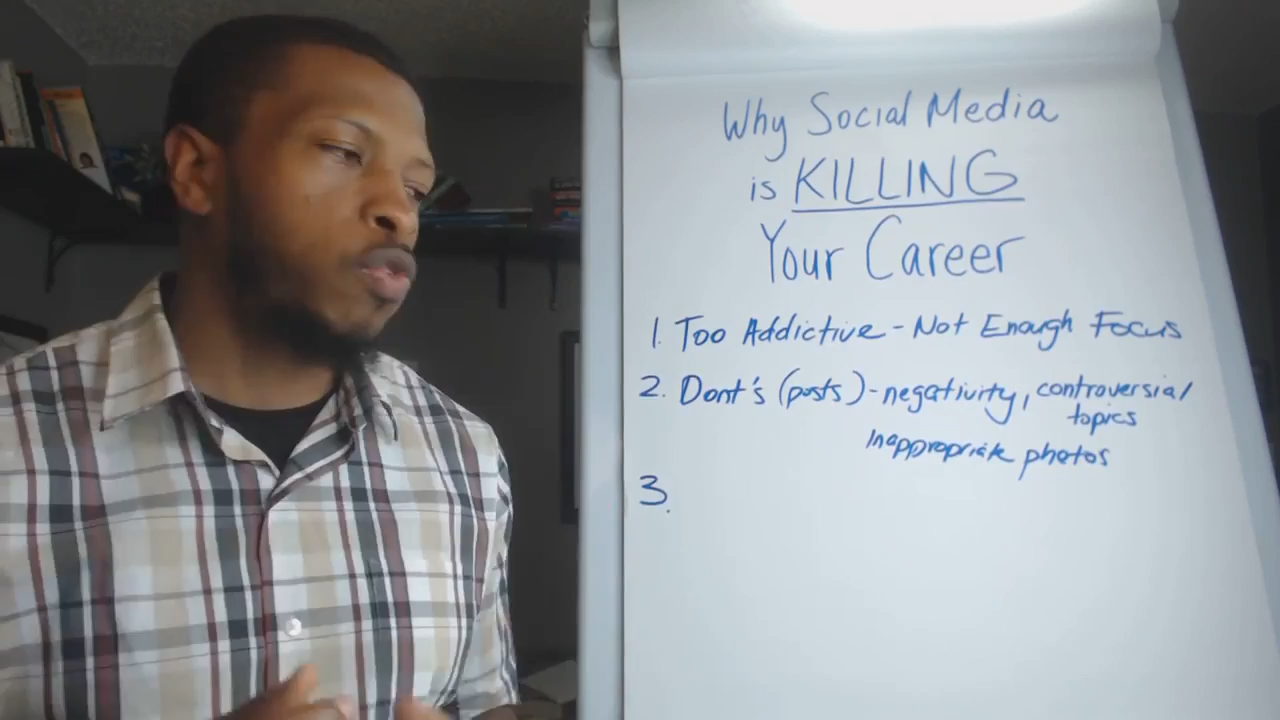 Why Social Media
is KILLING
Your Career
1. Too Addictive - Not Enough Focus
2. Dont's (posts) - negativity, controversial
topics
Inappropriate photos
3.